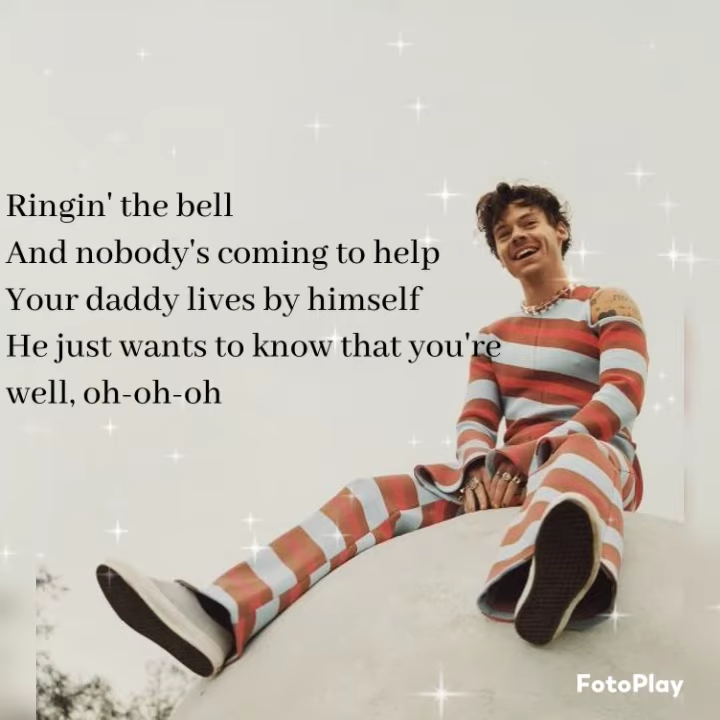 Ringin' the bell
And nobody's coming to help
Your daddy lives by himself
He just wants to know that you're
well, oh-oh-oh
FotoPlay